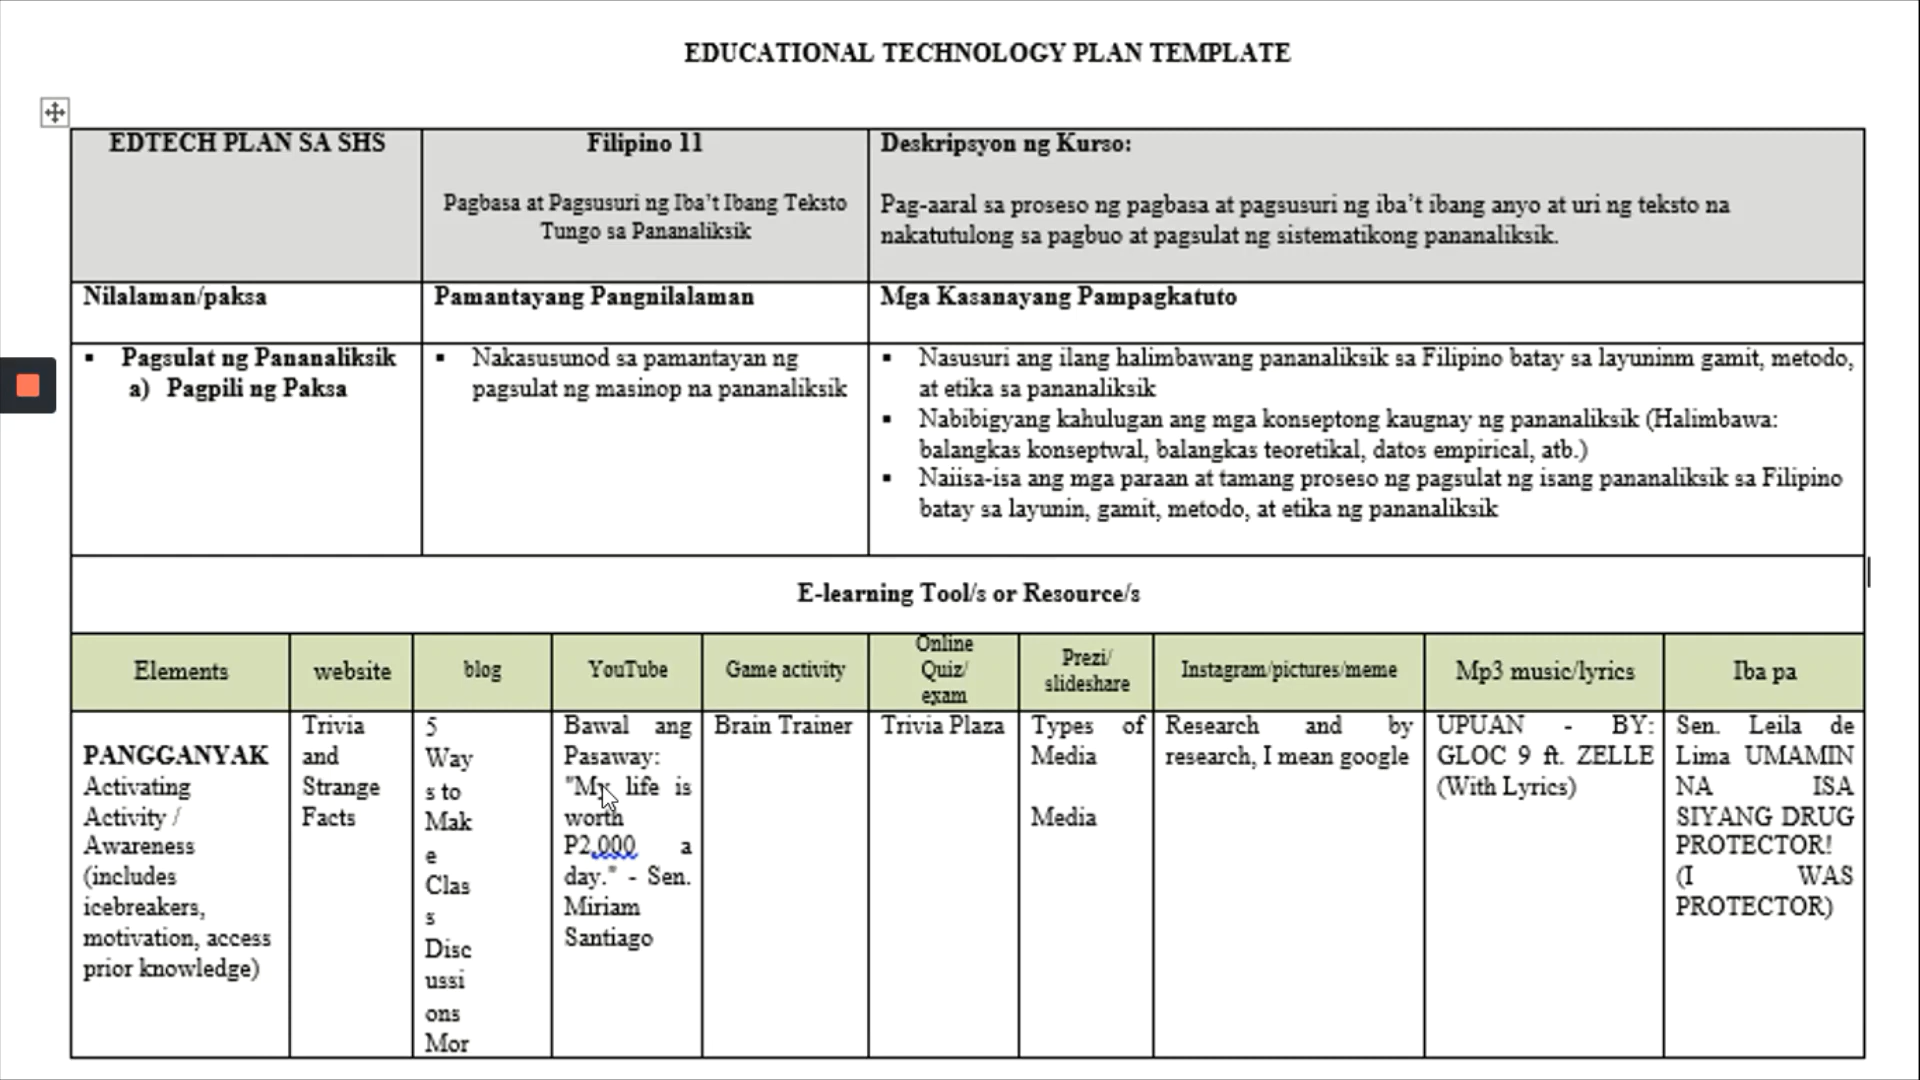 EDUCATIONAL TECHNOLOGY PLAN TEMPLATE
EDTECH PLAN SA SHS
Filipino 11
Pagbasa at Pagsusuri ng Iba't Ibang Teksto
Tungo sa Pananaliksik
Deskripsyon ng Kurso:
Pag-aaral sa proseso ng pagbasa at pagsusuri ng iba't ibang anyo at uri ng teksto na
nakatutulong sa pagbuo at pagsulat ng sistematikong pananaliksik.
Nilalaman/paksa
Pamantayang Pangnilalaman
Mga Kasanayang Pampagkatuto
▪ Pagsulat ng Pananaliksik
a) Pagpili ng Paksa
▪ Nakasusunod sa pamantayan ng
pagsulat ng masinop na pananaliksik
▪ Nasusuri ang ilang halimbawang pananaliksik sa Filipino batay sa layuninm gamit, metodo,
at etika sa pananaliksik
▪ Nabibigyang kahulugan ang mga konseptong kaugnay ng pananaliksik (Halimbawa:
balangkas konseptwal, balangkas teoretikal, datos empirical, atb.)
▪ Naiisa-isa ang mga paraan at tamang proseso ng pagsulat ng isang pananaliksik sa Filipino
batay sa layunin, gamit, metodo, at etika ng pananaliksik
E-learning Tool/s or Resource/s
Elements
website
blog
YouTube
Game activity
Online
Quiz/
exam
Prezi/
slideshare
Instagram/pictures/meme
Mp3 music/lyrics
Iba pa
PANGGANYAK
Activating
Activity /
Awareness
(includes
icebreakers,
motivation, access
prior knowledge)
Trivia
and
Strange
Facts
5
Way
s to
Mak
e
Clas
s
Disc
ussi
ons
Mor
Bawal ang
Pasaway:
"My life is
worth
P2,000 a
day." - Sen.
Miriam
Santiago
Brain Trainer
Trivia Plaza
Types of
Media
Media
Research and by
research, I mean google
UPUAN - BY:
GLOC 9 ft. ZELLE
(With Lyrics)
Sen. Leila de
Lima UMAMIN
NA ISA
SIYANG DRUG
PROTECTOR!
(I WAS
PROTECTOR)